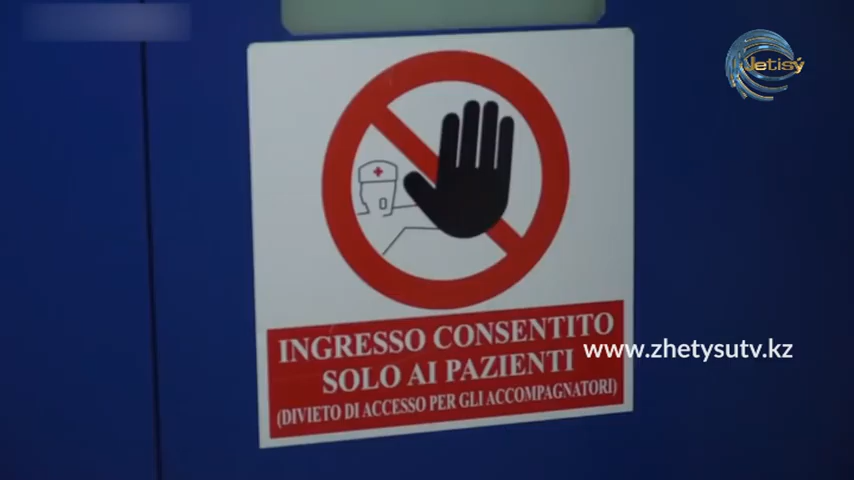 Jetisý
INGRESSO CONSENTITO
SOLO AI PAZIENTI
(DIVIETO DI ACCESSO PER GLI ACCOMPAGNATORI)
www.zhetysutv.kz